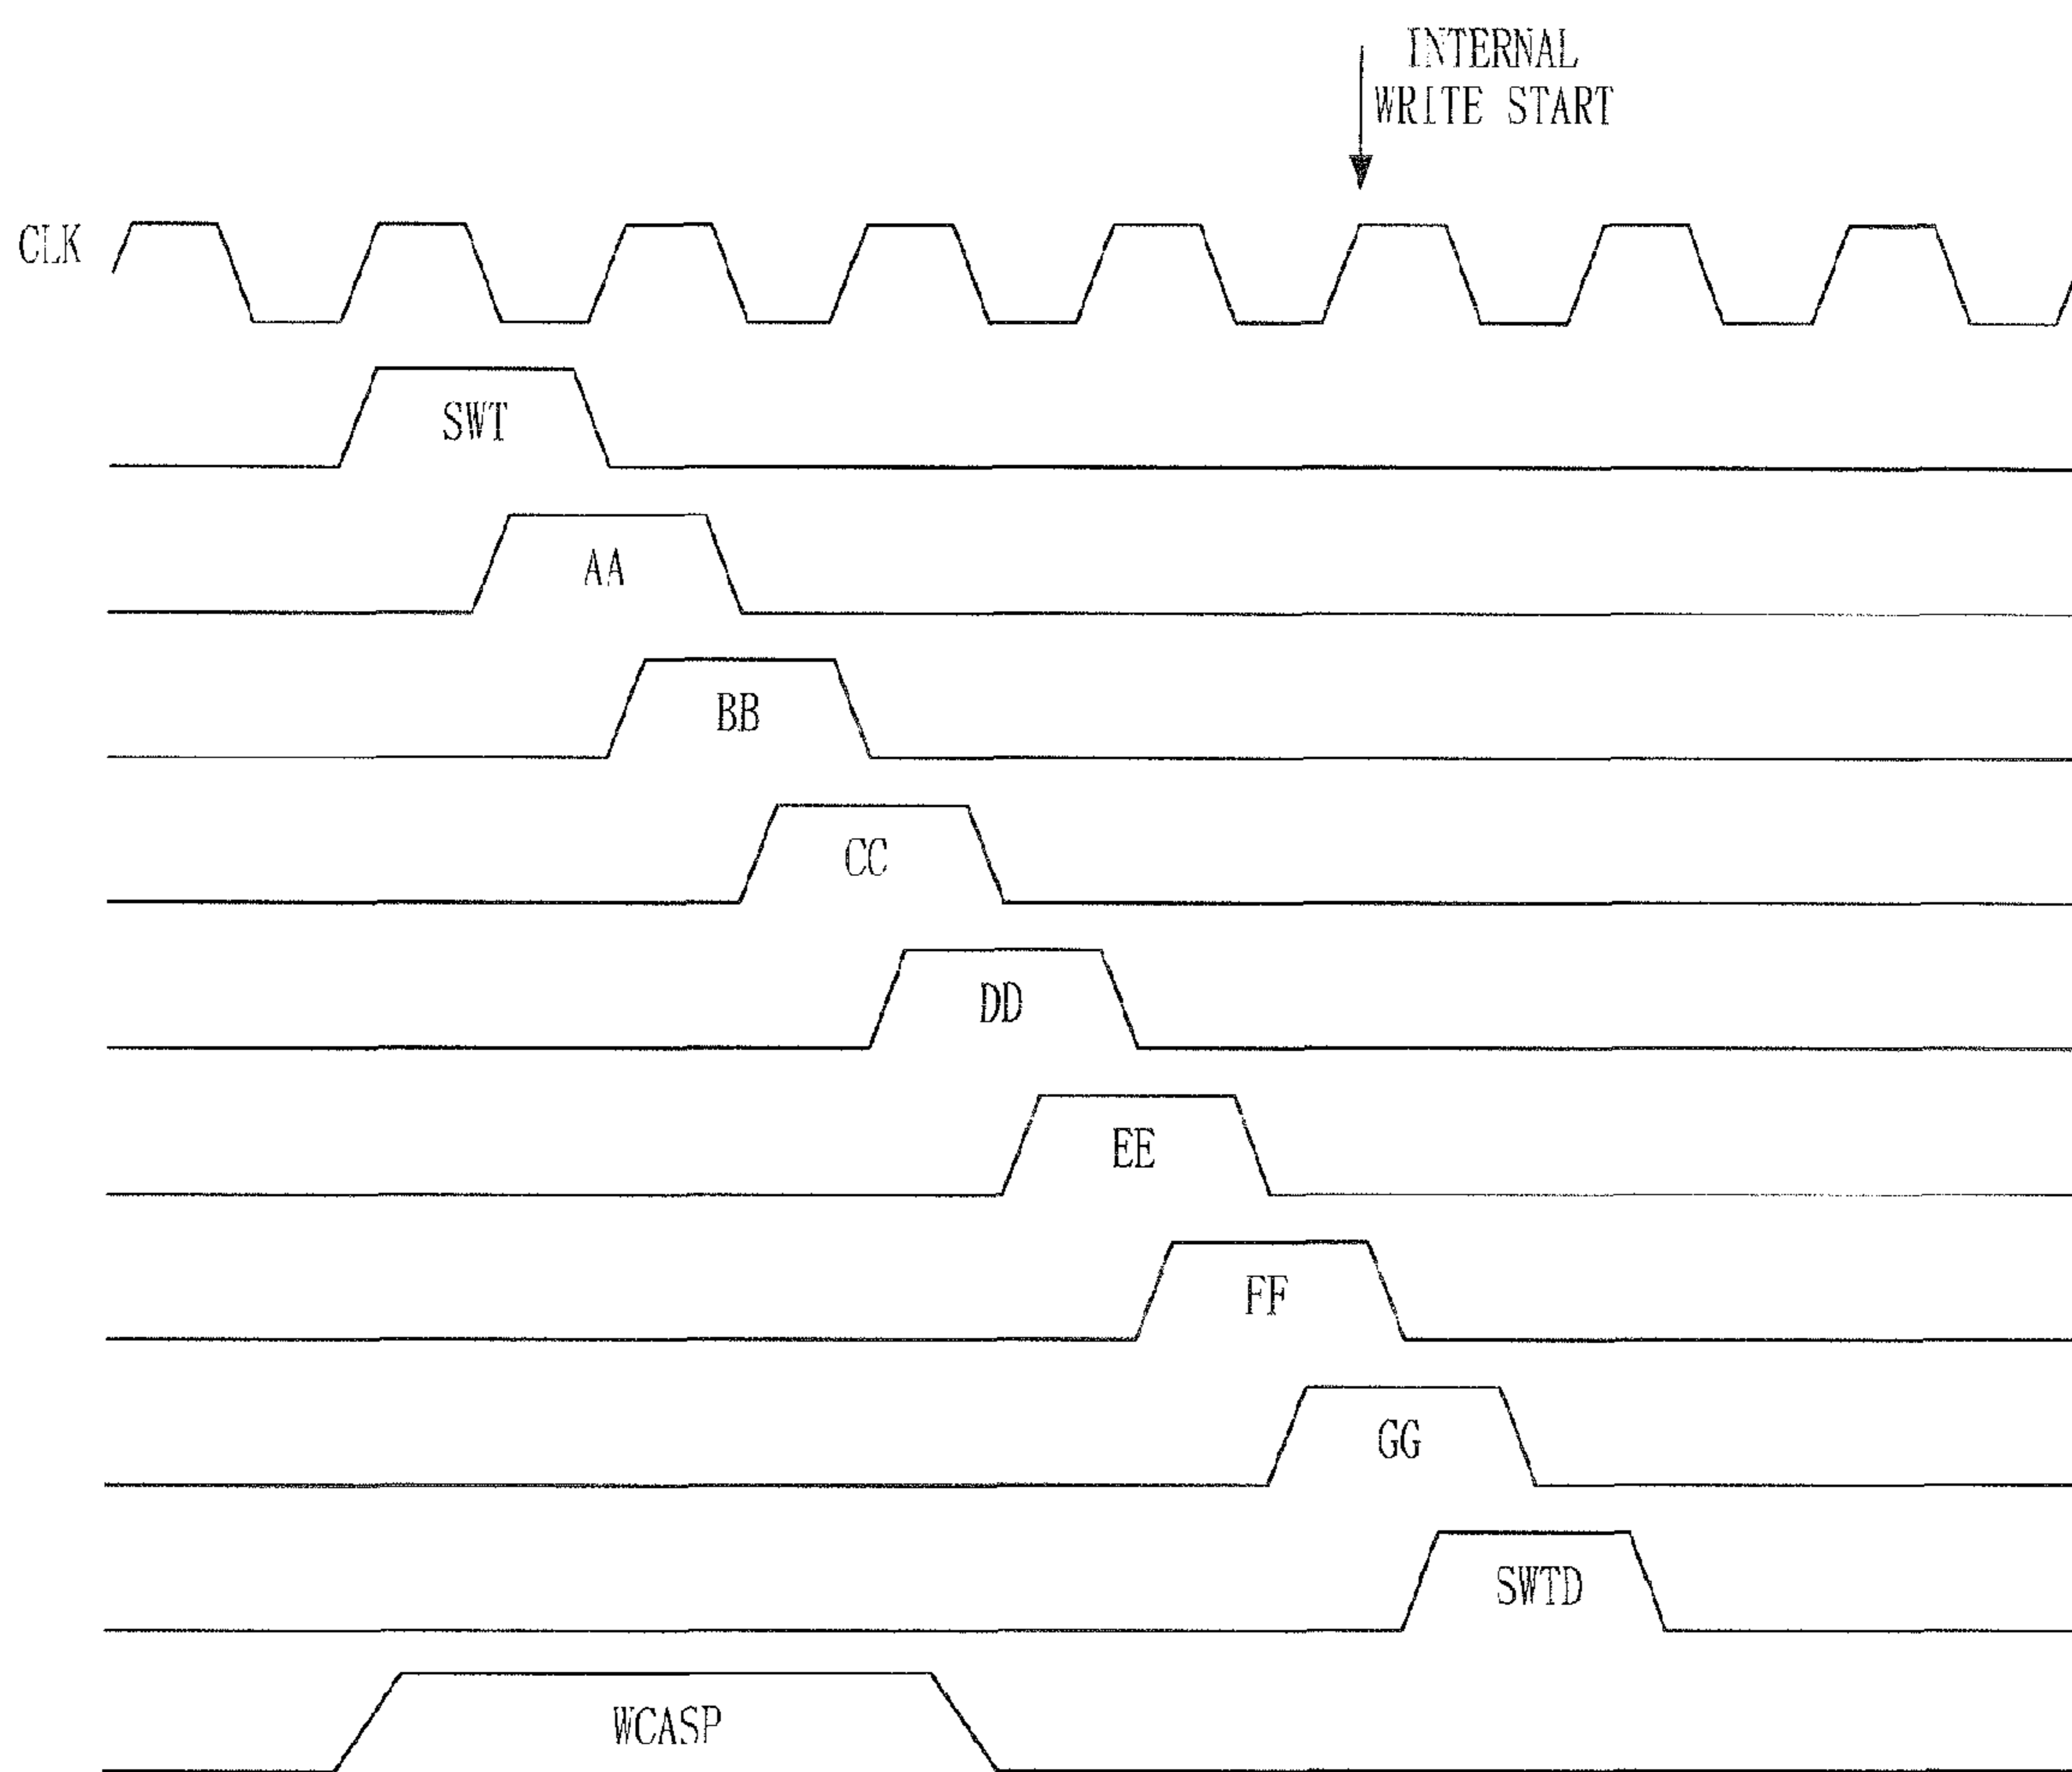 INTERNAL
WRITE START
CLK
SWT
AA
BB
CC
DD
EE
FF
GG
SWTD
WCASP